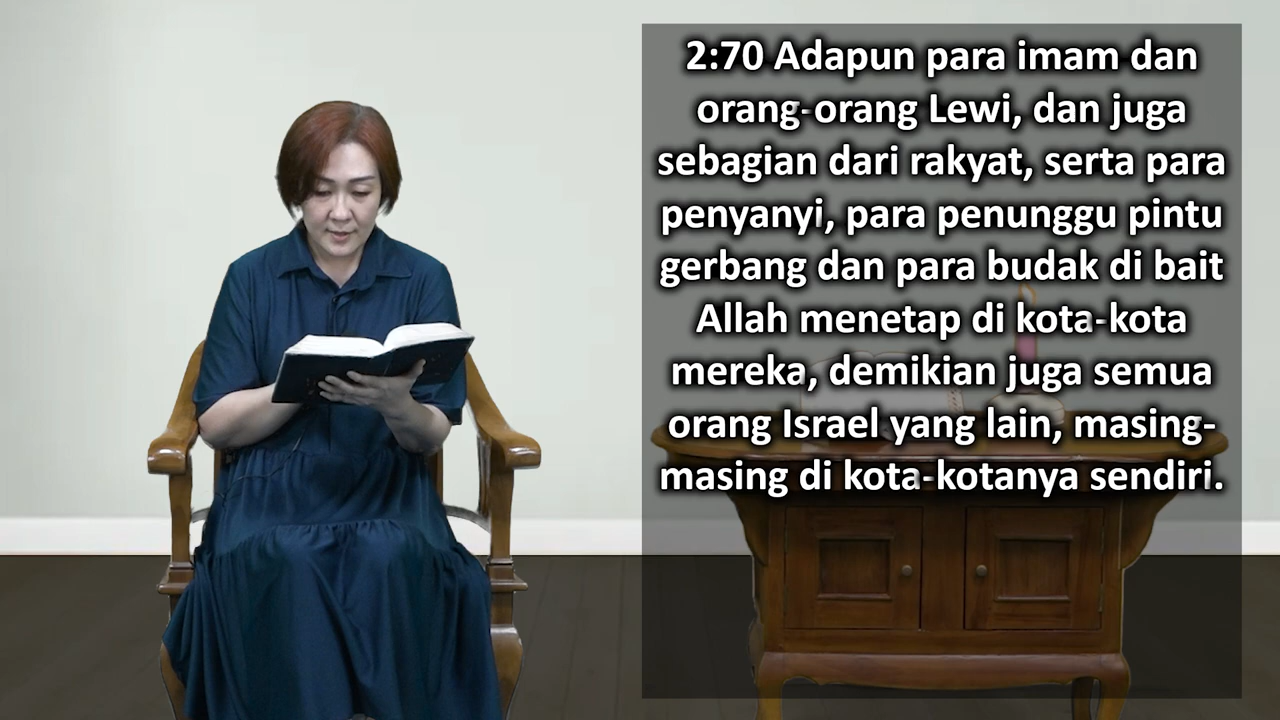 2:70 Adapun para imam dan
orang-orang Lewi, dan juga
sebagian dari rakyat, serta para
penyanyi, para penunggu pintu
gerbang dan para budak di bait
Allah menetap di kota-kota
mereka, demikian juga semua
orang Israel yang lain, masing-
masing di kota-kotanya sendiri.